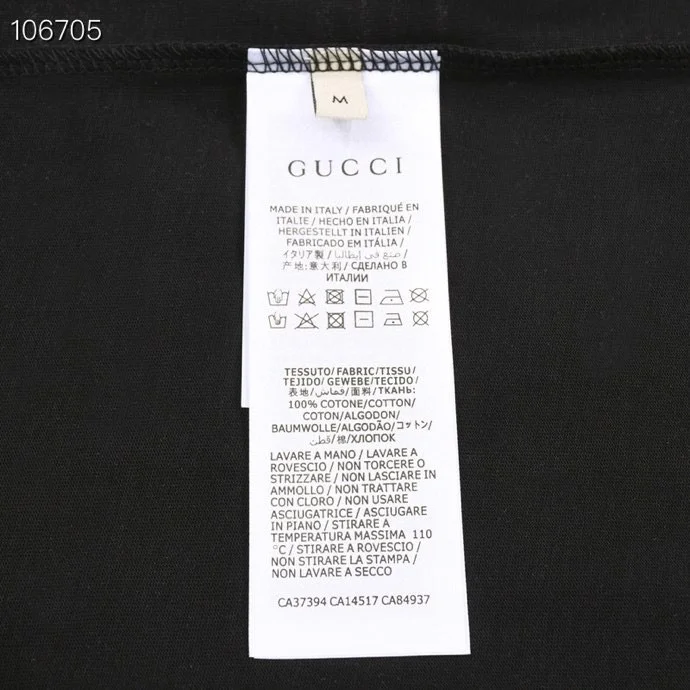 106705
M
GUCCI
MADE IN ITALY / FABRIQUÉ EN
ITALIE / HECHO EN ITALIA /
HERGESTELLT IN ITALIEN /
FABRICADO EM ITÁLIA /
イタリア製 / صنع في إيطاليا /
产地:意大利 / СДЕЛАНО В
ИТАЛИИ
TESSUTO/ FABRIC/TISSU/
TEJIDO/ GEWEBE/TECIDO/
表地/قماش/面料/ТКАНЬ:
100% COTONE/COTTON/
COTON/ALGODON/
BAUMWOLLE/ALGODÃO/コットン/
قطن/棉/ХЛОПОК
LAVARE A MANO / LAVARE A
ROVESCIO / NON TORCERE O
STRIZZARE / NON LASCIARE IN
AMMOLLO / NON TRATTARE
CON CLORO / NON USARE
ASCIUGATRICE / ASCIUGARE
IN PIANO / STIRARE A
TEMPERATURA MASSIMA 110
°C / STIRARE A ROVESCIO /
NON STIRARE LA STAMPA /
NON LAVARE A SECCO
CA37394 CA14517 CA84937